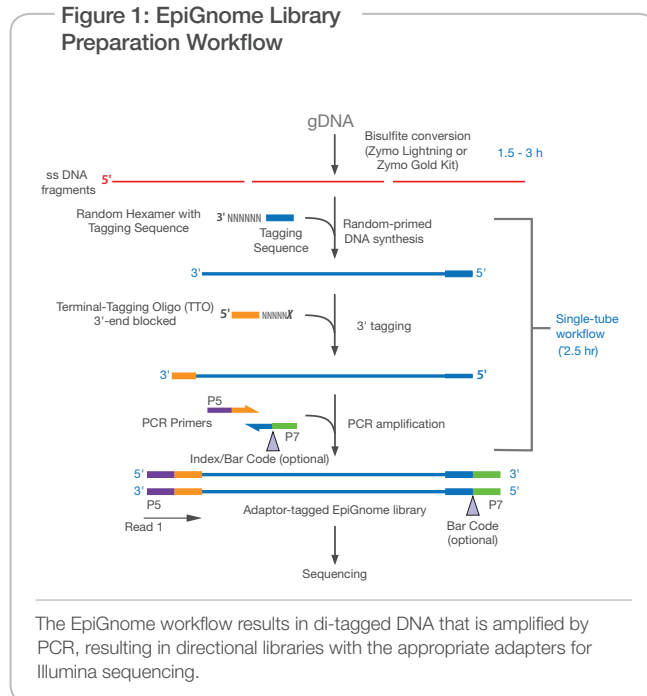 Figure 1: EpiGnome Library
Preparation Workflow
gDNA
Bisulfite conversion
(Zymo Lightning or
Zymo Gold Kit)
1.5 - 3 h
ss DNA
fragments
5'
Random Hexamer with
Tagging Sequence
3' NNNNNN
Tagging
Sequence
Random-primed
DNA synthesis
3'
5'
Terminal-Tagging Oligo (TTO)
3'-end blocked
5'
NNNNNX
3' tagging
Single-tube
workflow
(~2.5 hr)
3'
5'
P5
PCR Primers
P7
PCR amplification
Index/Bar Code (optional)
5'
3'
3'
5'
P5
P7
Read 1
Adaptor-tagged EpiGnome library
Bar Code
(optional)
Sequencing
The EpiGnome workflow results in di-tagged DNA that is amplified by
PCR, resulting in directional libraries with the appropriate adapters for
Illumina sequencing.